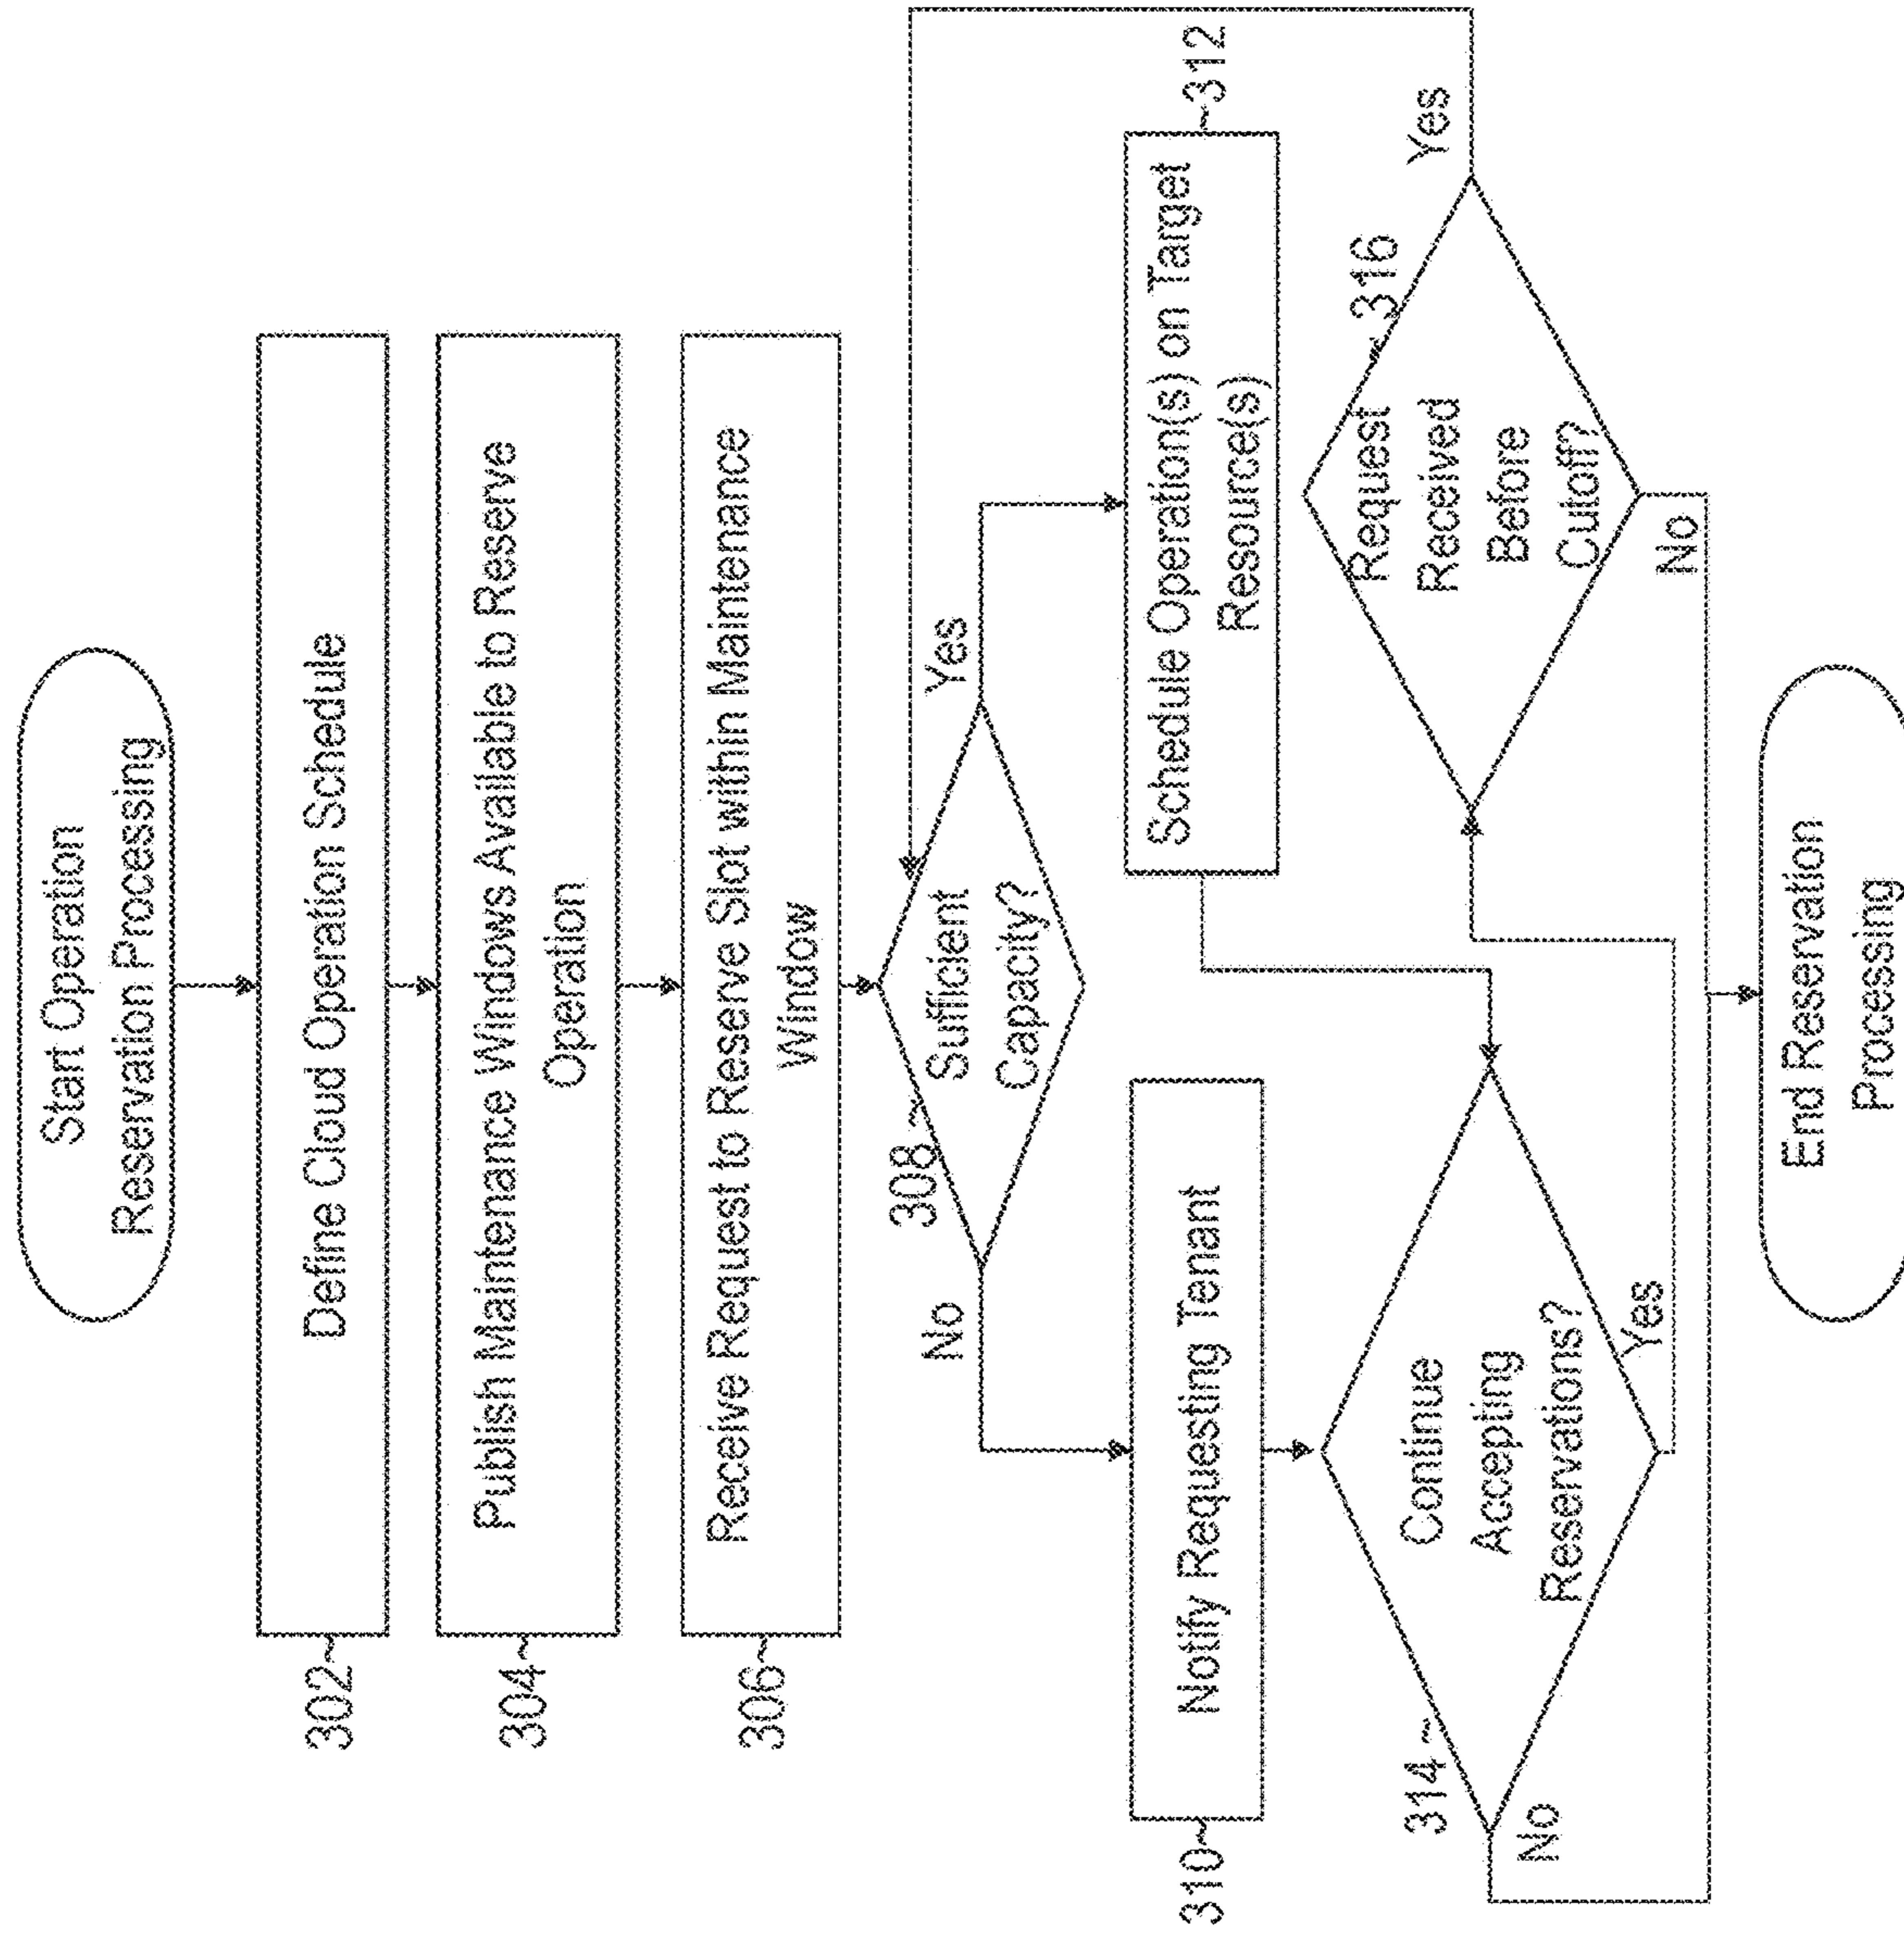 Start Operation
Reservation Processing
302
Define Cloud Operation Schedule
304
Publish Maintenance Windows Available to Reserve
Operation
306
Receive Request to Reserve Slot within Maintenance
Window
308
Sufficient
Capacity?
No
Yes
310
Notify Requesting Tenant
Schedule Operation(s) on Target
Resource(s)
312
314
Continue
Accepting
Reservations?
No
Yes
316
Request
Received
Before
Cutoff?
Yes
No
End Reservation
Processing